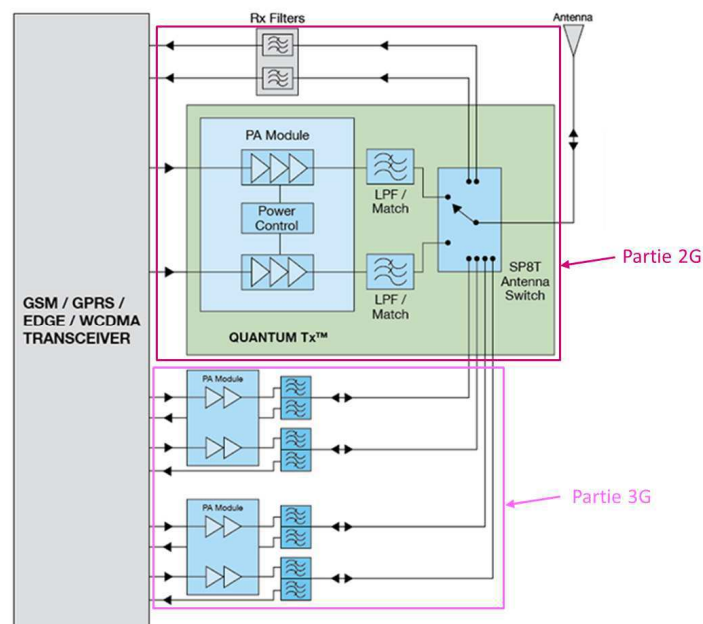 Rx Filters
Antenna
PA Module
LPF /
Match
Power
Control
SP8T
Antenna
Switch
LPF /
Match
QUANTUM Tx™
Partie 2G
GSM / GPRS /
EDGE / WCDMA
TRANSCEIVER
PA Module
PA Module
Partie 3G